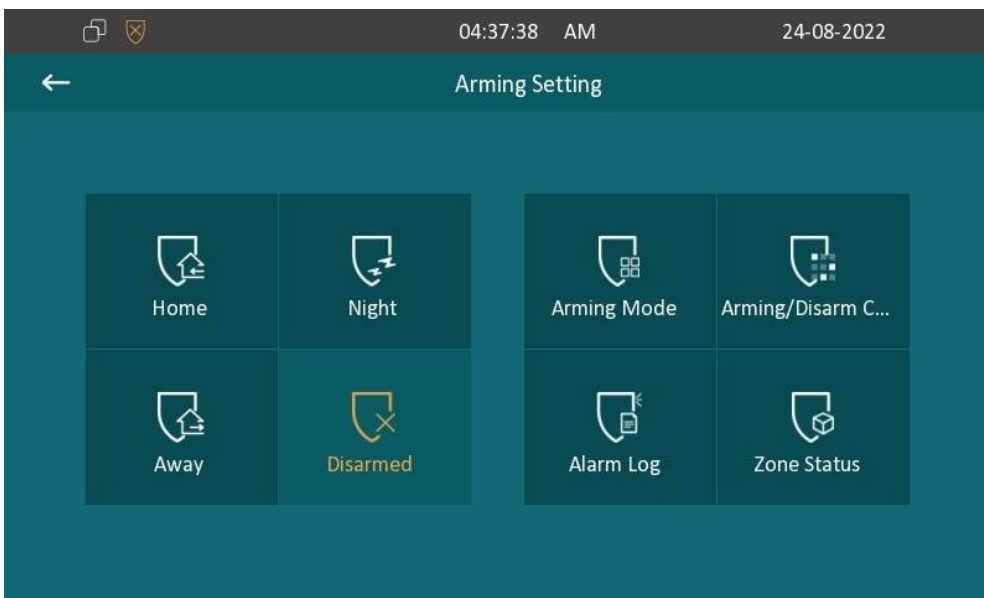 04:37:38 AM 24-08-2022
Arming Setting
Home Night Arming Mode Arming/Disarm C...
Away Disarmed Alarm Log Zone Status